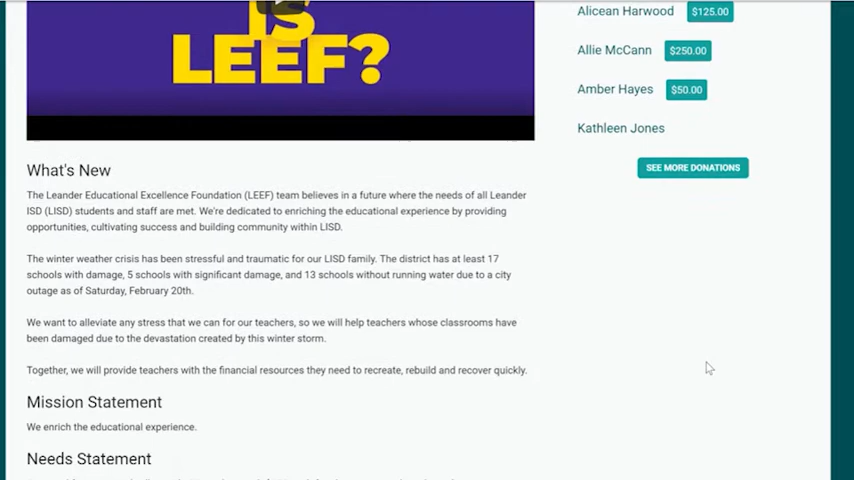 IS
LEEF?
Alicean Harwood $125.00
Allie McCann $250.00
Amber Hayes $50.00
Kathleen Jones
SEE MORE DONATIONS
What's New
The Leander Educational Excellence Foundation (LEEF) team believes in a future where the needs of all Leander
ISD (LISD) students and staff are met. We're dedicated to enriching the educational experience by providing
opportunities, cultivating success and building community within LISD.
The winter weather crisis has been stressful and traumatic for our LISD family. The district has at least 17
schools with damage, 5 schools with significant damage, and 13 schools without running water due to a city
outage as of Saturday, February 20th.
We want to alleviate any stress that we can for our teachers, so we will help teachers whose classrooms have
been damaged due to the devastation created by this winter storm.
Together, we will provide teachers with the financial resources they need to recreate, rebuild and recover quickly.
Mission Statement
We enrich the educational experience.
Needs Statement